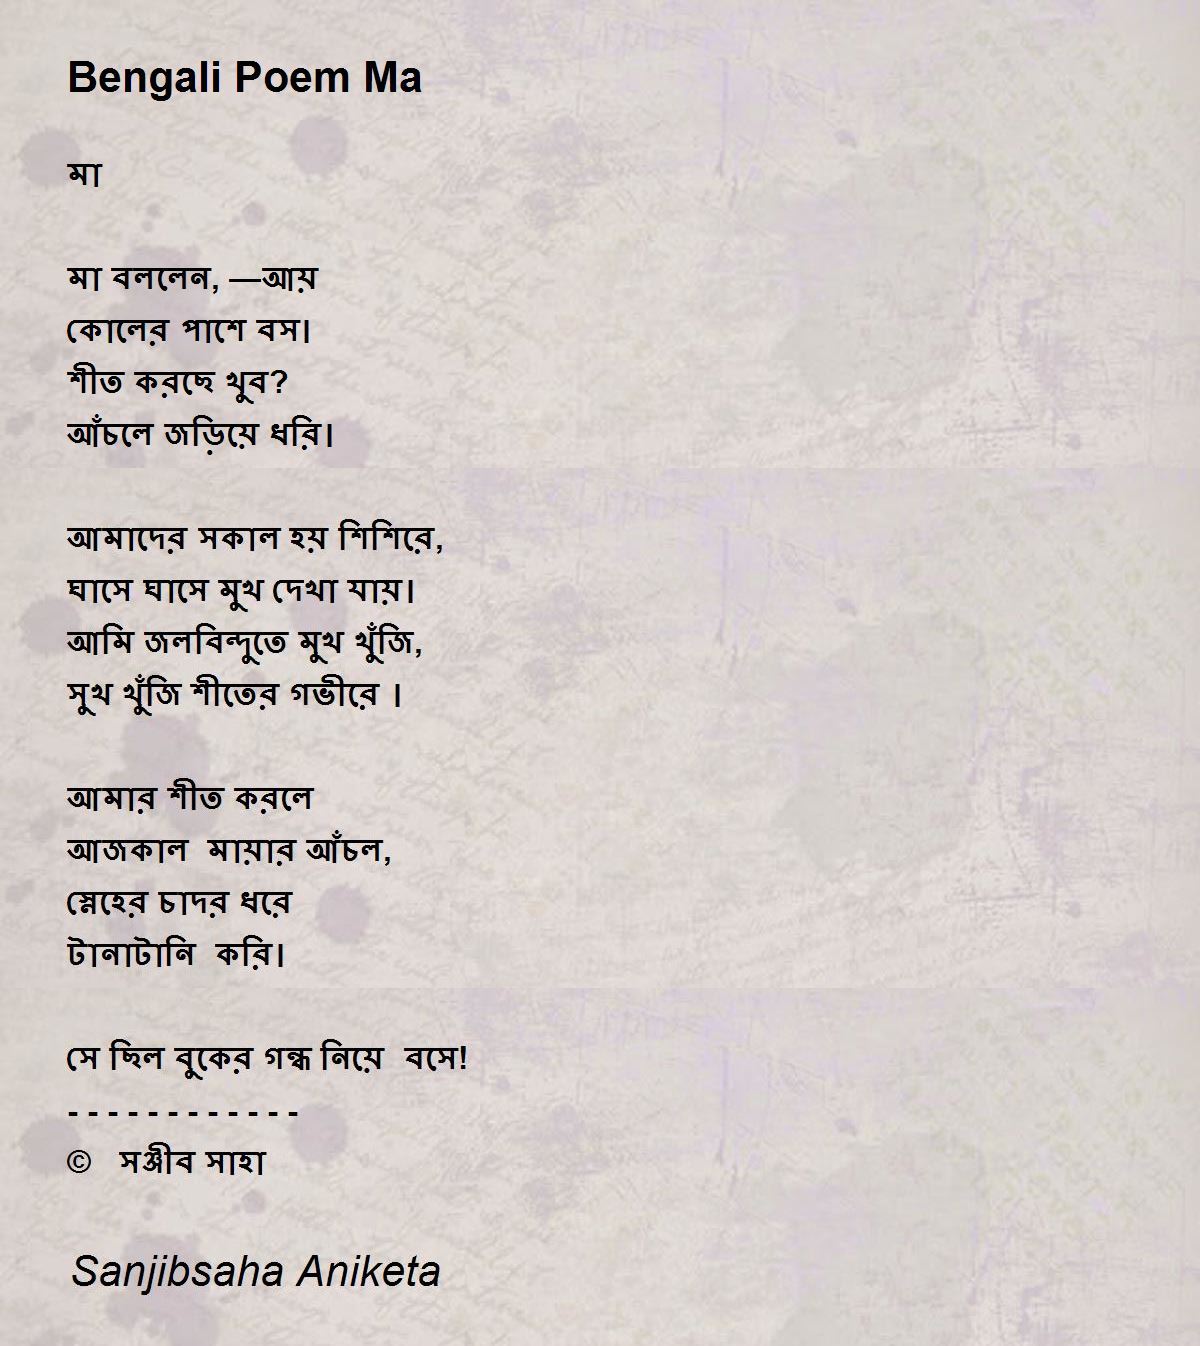 Bengali Poem Ma
মা
মা বললেন, —আয়
কোলের পাশে বস।
শীত করছে খুব?
আঁচলে জড়িয়ে ধরি।
আমাদের সকাল হয় শিশিরে,
ঘাসে ঘাসে মুখ দেখা যায়।
আমি জলবিন্দুতে মুখ খুঁজি,
সুখ খুঁজি শীতের গভীরে ।
আমার শীত করলে
আজকাল  মায়ার আঁচল,
স্নেহের চাদর ধরে
টানাটানি  করি।
সে ছিল বুকের গন্ধ নিয়ে  বসে!
- - - - - - - - - - - -
©   সঞ্জীব সাহা
Sanjibsaha Aniketa